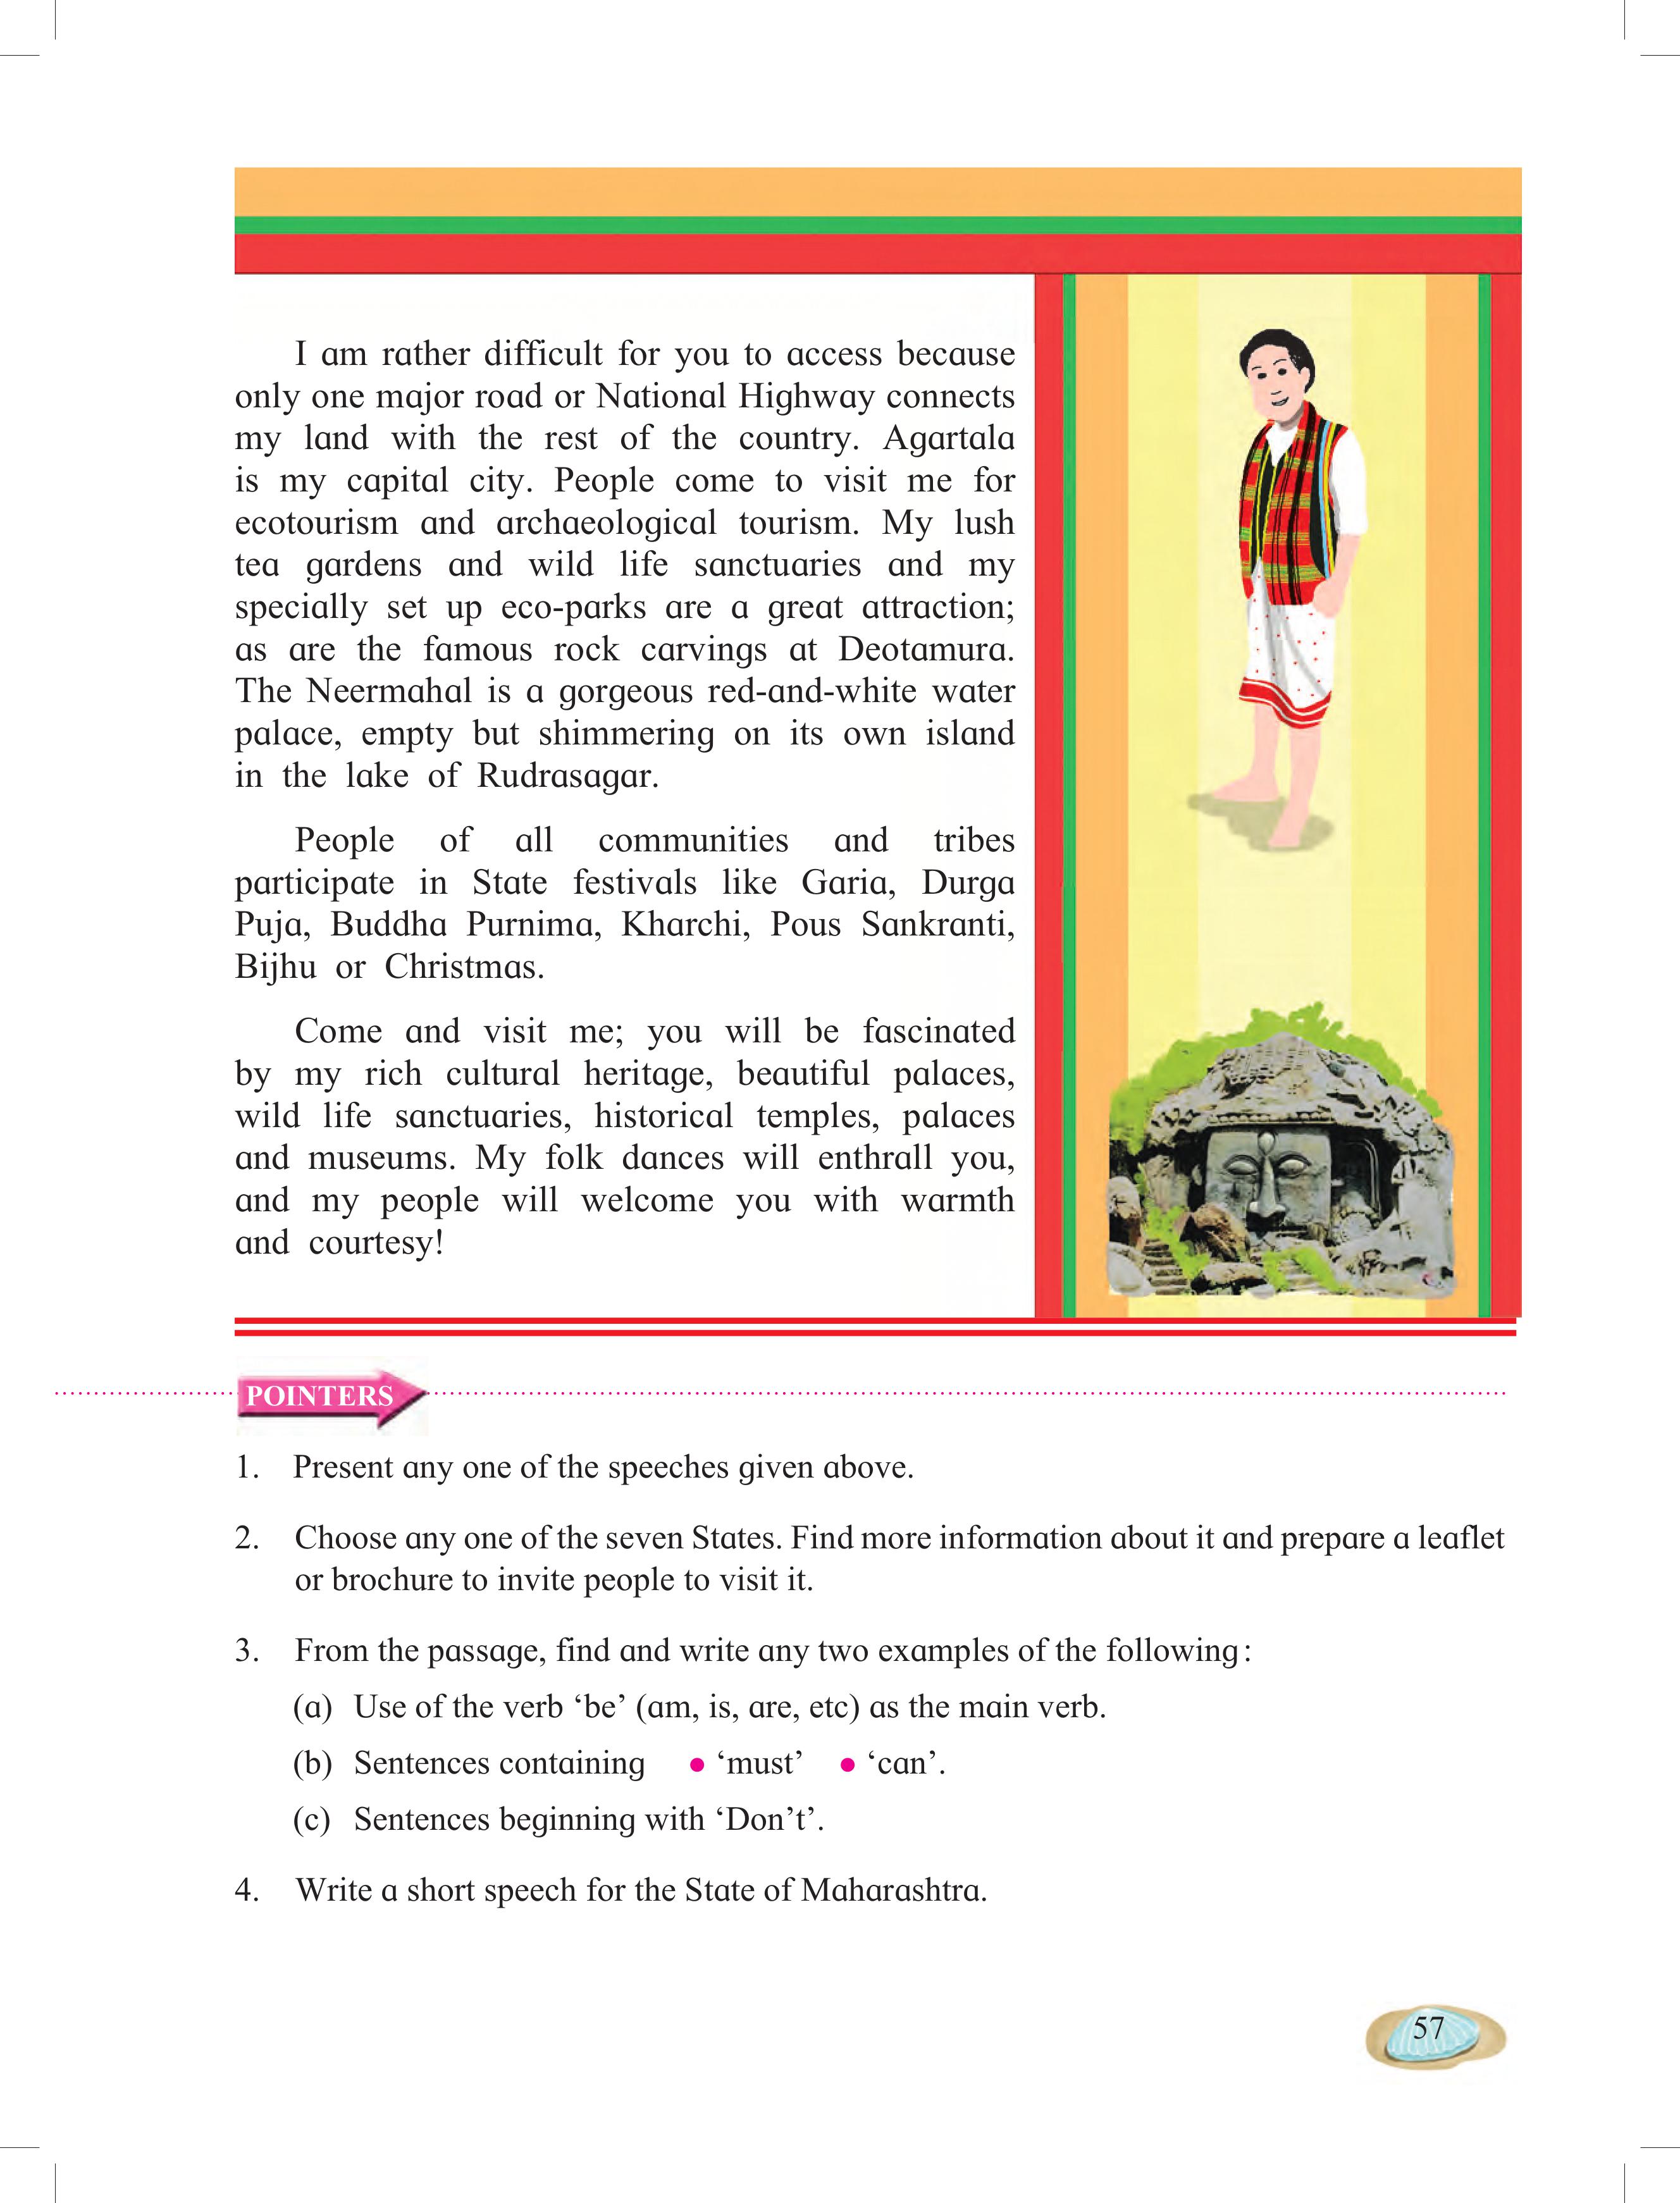 I am rather difficult for you to access because
only one major road or National Highway connects
my land with the rest of the country. Agartala
is my capital city. People come to visit me for
ecotourism and archaeological tourism. My lush
tea gardens and wild life sanctuaries and my
specially set up eco-parks are a great attraction;
as are the famous rock carvings at Deotamura.
The Neermahal is a gorgeous red-and-white water
palace, empty but shimmering on its own island
in the lake of Rudrasagar.
People of all communities and tribes
participate in State festivals like Garia, Durga
Puja, Buddha Purnima, Kharchi, Pous Sankranti,
Bijhu or Christmas.
Come and visit me; you will be fascinated
by my rich cultural heritage, beautiful palaces,
wild life sanctuaries, historical temples, palaces
and museums. My folk dances will enthrall you,
and my people will welcome you with warmth
and courtesy!
POINTERS
1. Present any one of the speeches given above.
2. Choose any one of the seven States. Find more information about it and prepare a leaflet
or brochure to invite people to visit it.
3. From the passage, find and write any two examples of the following:
(a) Use of the verb ‘be’ (am, is, are, etc) as the main verb.
(b) Sentences containing • ‘must’ • ‘can’.
(c) Sentences beginning with ‘Don’t’.
4. Write a short speech for the State of Maharashtra.
57